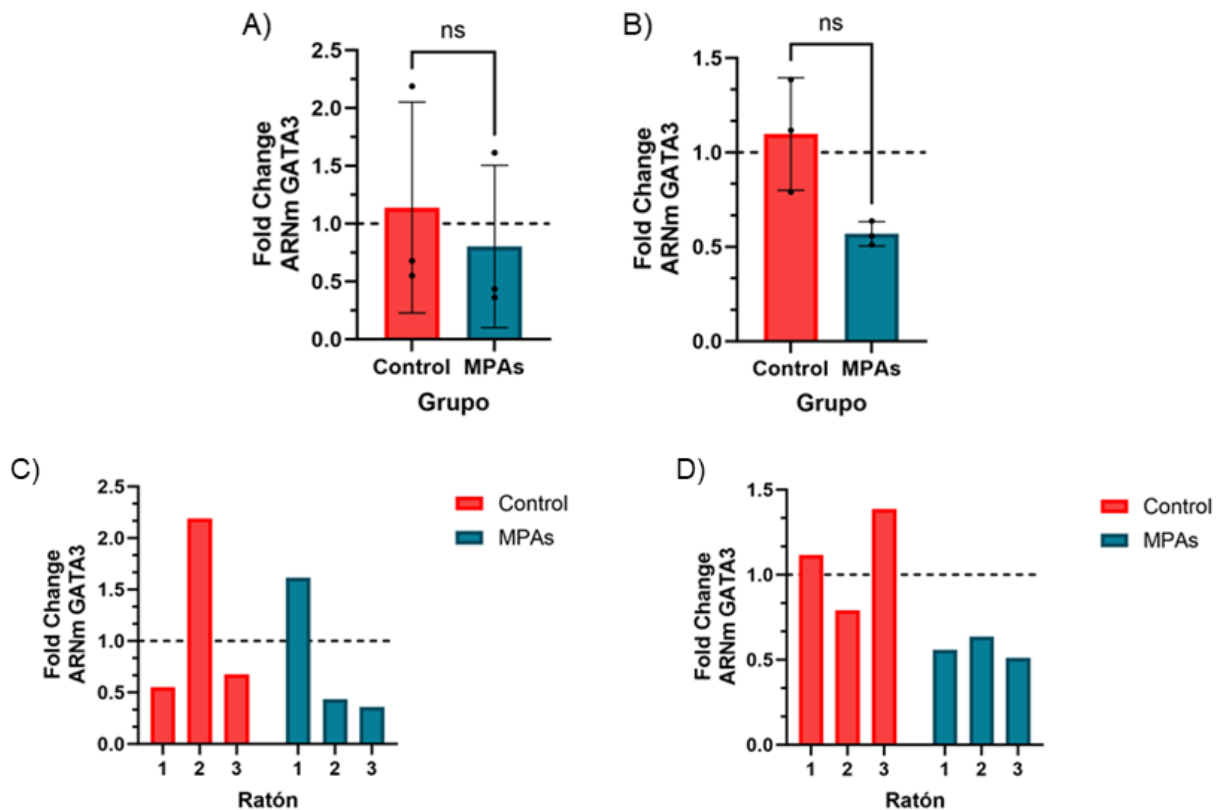 A)
ns
Fold Change
ARNm GATA3
2.5
2.0
1.5
1.0
0.5
0.0
Control MPAs
Grupo
B)
ns
Fold Change
ARNm GATA3
1.5
1.0
0.5
0.0
Control MPAs
Grupo
C)
Fold Change
ARNm GATA3
2.5
2.0
1.5
1.0
0.5
0.0
1 2 3 1 2 3
Ratón
Control
MPAs
D)
Fold Change
ARNm GATA3
1.5
1.0
0.5
0.0
1 2 3 1 2 3
Ratón
Control
MPAs